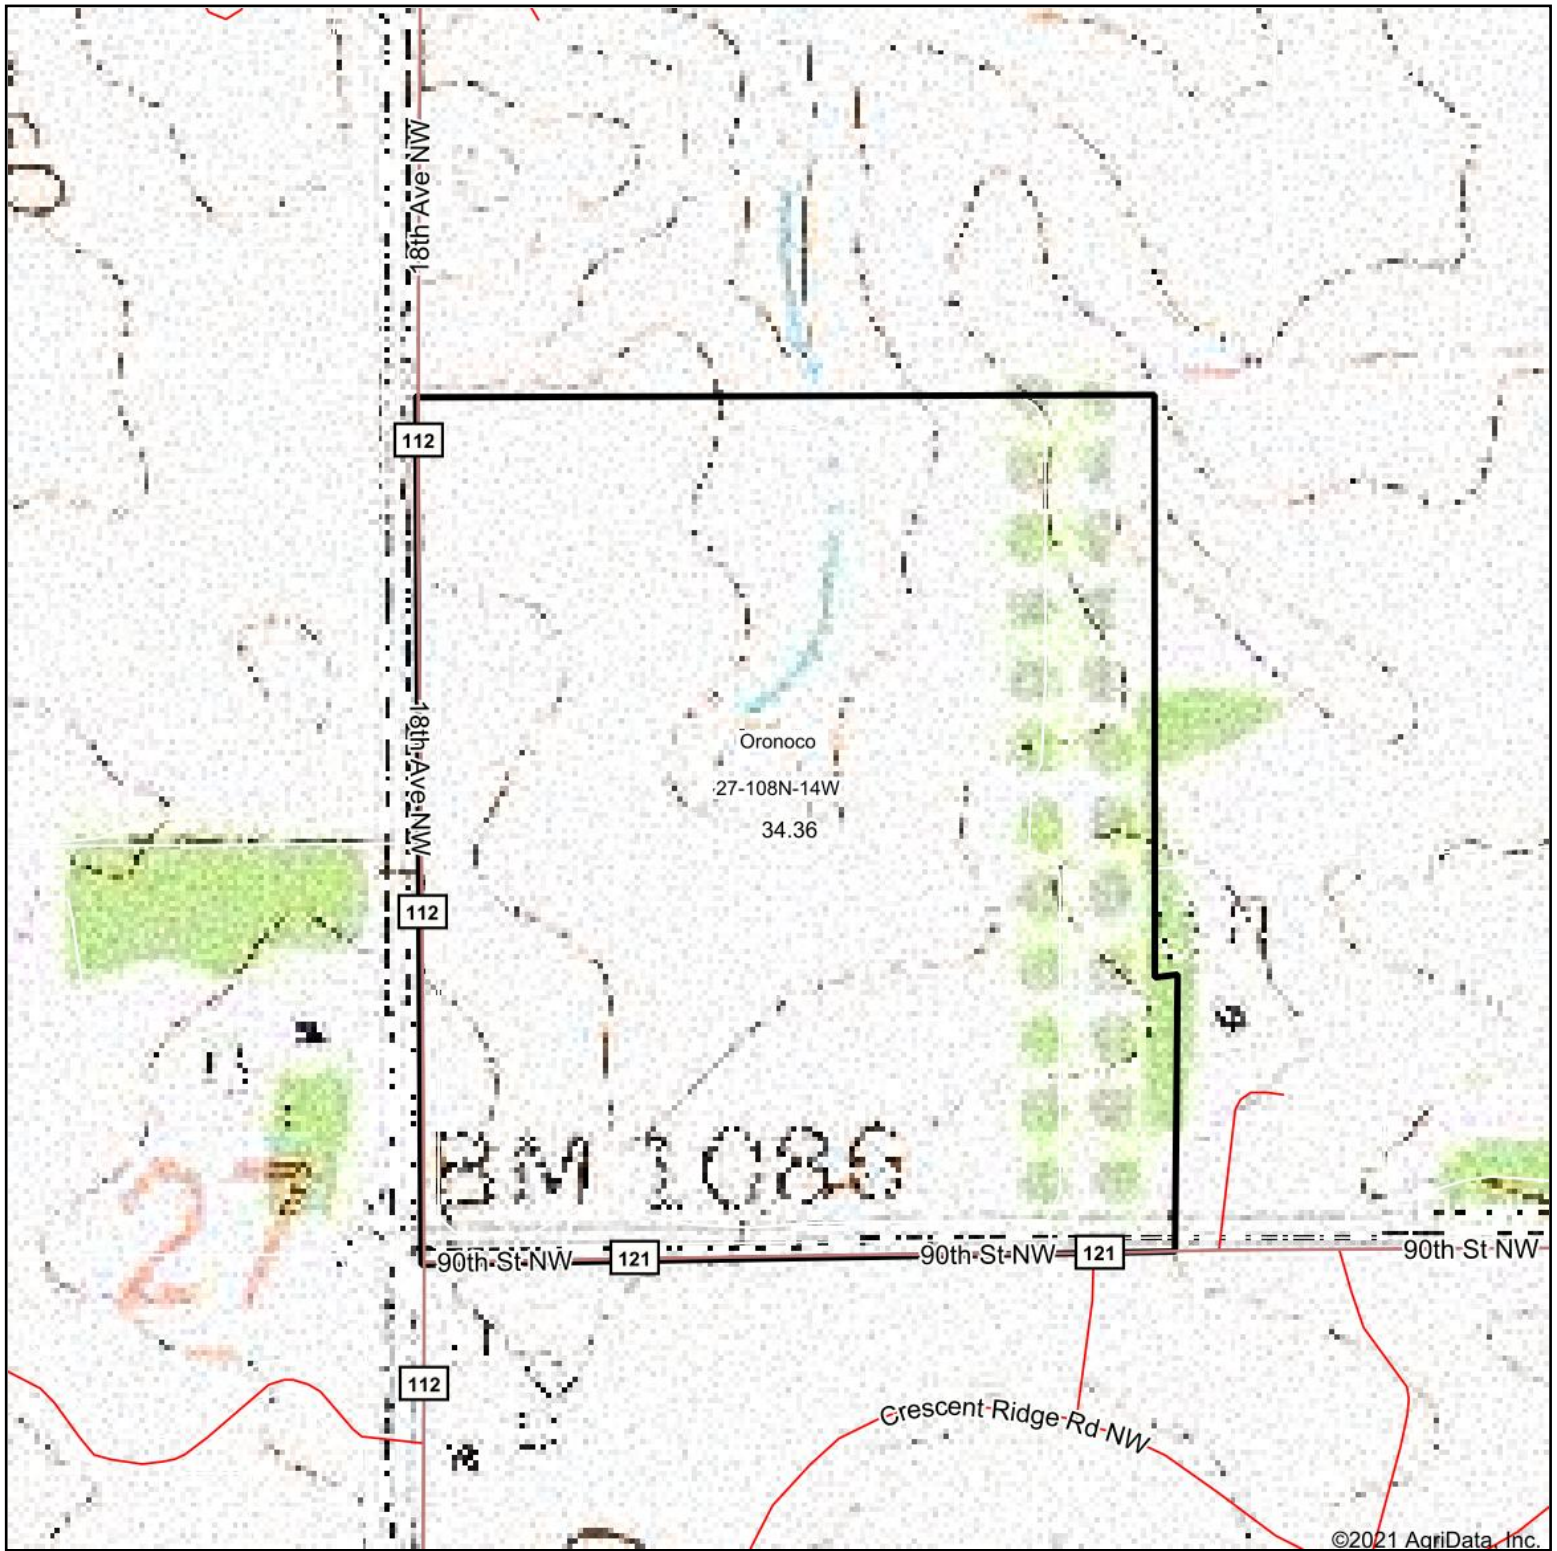 18th Ave NW
112
18th Ave NW
Oronoco
27-108N-14W
34.36
112
BM 1086
27
90th St NW
121
90th St NW
121
90th St NW
112
Crescent Ridge Rd NW
©2021 AgriData, Inc.